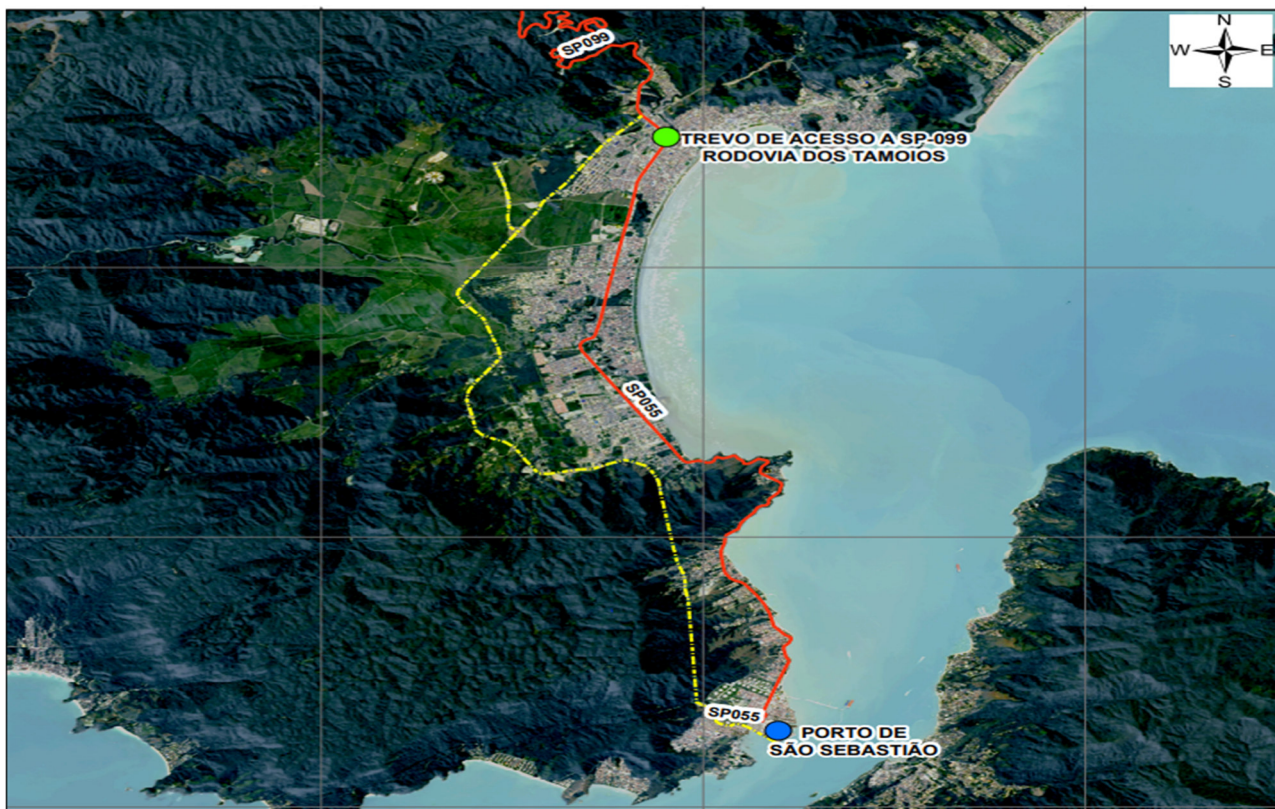 N
W E
S
SP099
TREVO DE ACESSO A SP-099
RODOVIA DOS TAMOIOS
SP055
SP055
PORTO DE
SÃO SEBASTIÃO